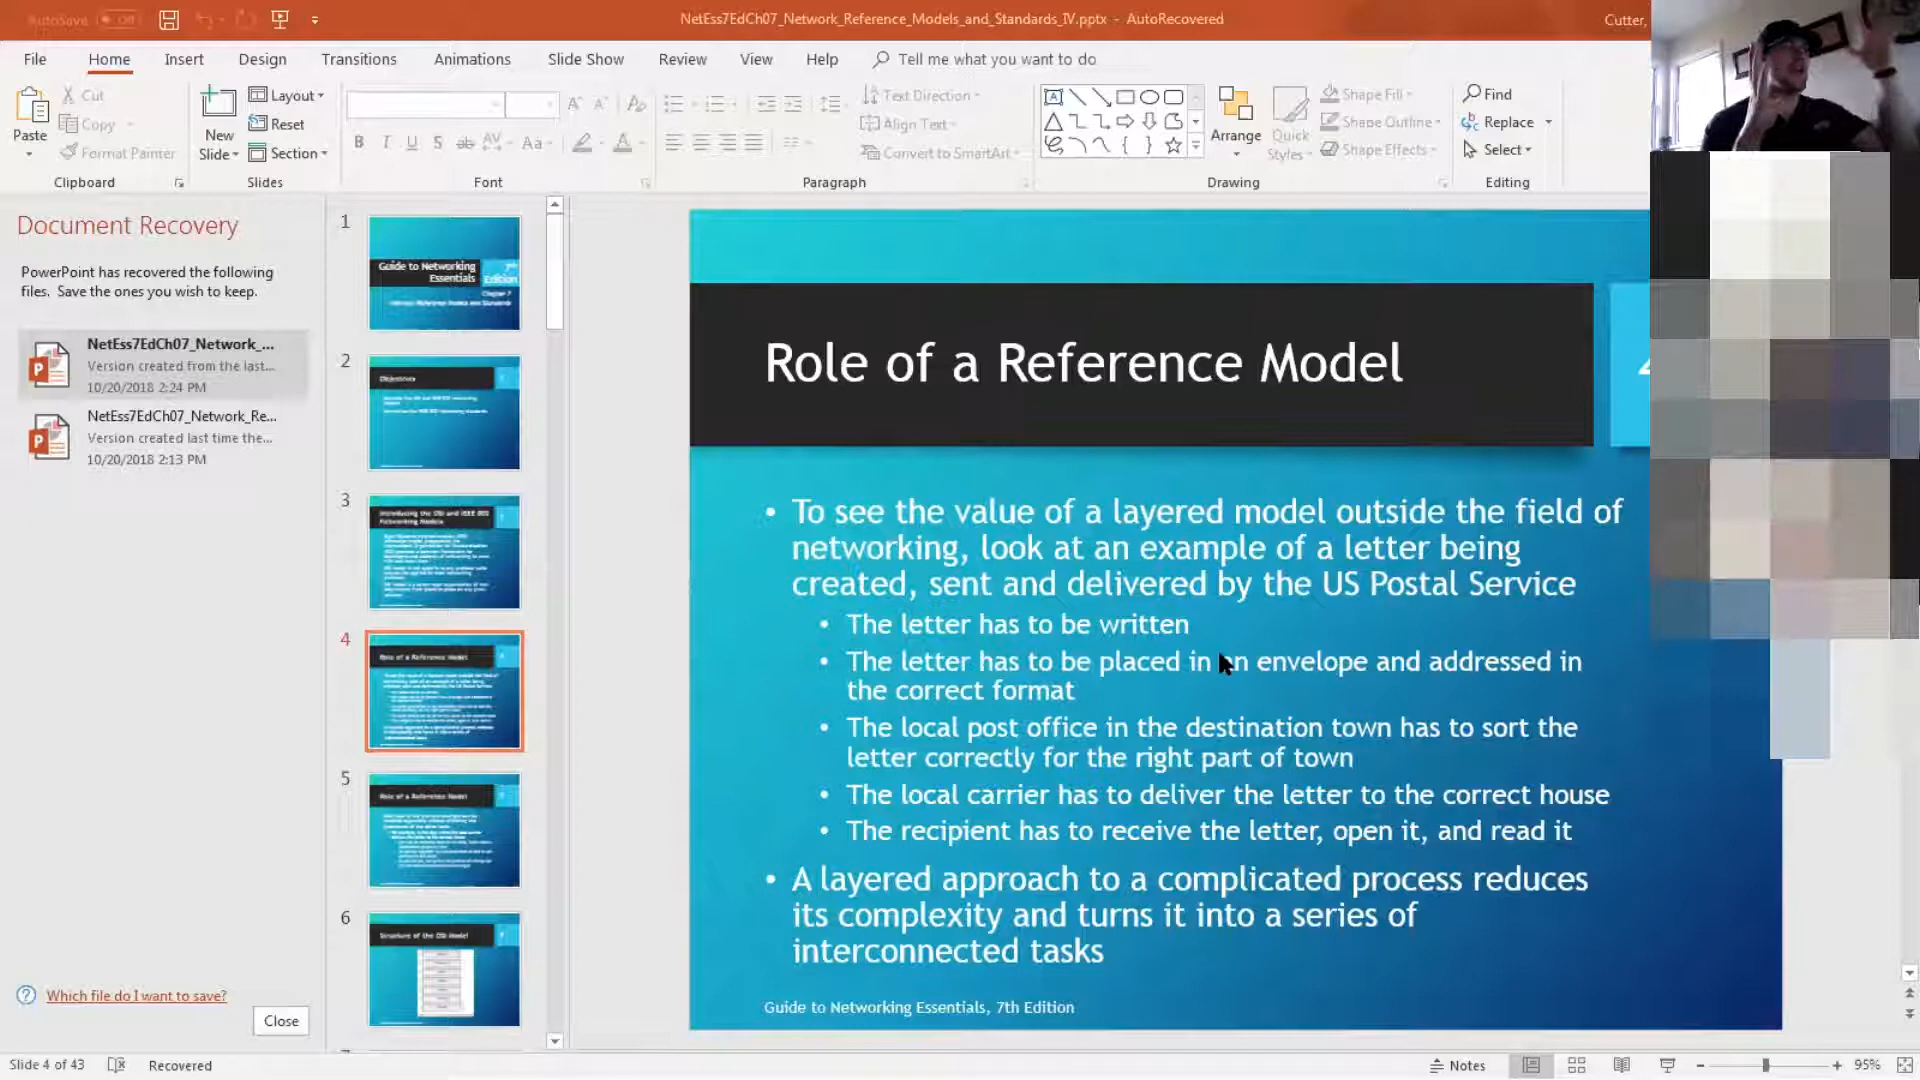 AutoSave Off
NetEss7EdCh07_Network_Reference_Models_and_Standards_IV.pptx - AutoRecovered
Cutter,
File Home Insert Design Transitions Animations Slide Show Review View Help Tell me what you want to do
Paste
Cut
Copy
Format Painter
Clipboard
New
Slide
Layout
Reset
Section
Slides
B I U S ab AV Aa A
Font
Text Direction
Align Text
Convert to SmartArt
Paragraph
Arrange
Quick
Styles
Shape Fill
Shape Outline
Shape Effects
Drawing
Find
Replace
Select
Editing
Document Recovery
PowerPoint has recovered the following
files. Save the ones you wish to keep.
NetEss7EdCh07_Network_...
Version created from the last...
10/20/2018 2:24 PM
NetEss7EdCh07_Network_Re...
Version created last time the...
10/20/2018 2:13 PM
Which file do I want to save?
Close
1
Guide to Networking
Essentials
Edition
2
Objectives
3
Introducing the OSI and IEEE 802
Networking Models
4
Role of a Reference Model
5
Role of a Reference Model
6
Structure of the OSI Model
Role of a Reference Model
• To see the value of a layered model outside the field of
networking, look at an example of a letter being
created, sent and delivered by the US Postal Service
• The letter has to be written
• The letter has to be placed in an envelope and addressed in
the correct format
• The local post office in the destination town has to sort the
letter correctly for the right part of town
• The local carrier has to deliver the letter to the correct house
• The recipient has to receive the letter, open it, and read it
• A layered approach to a complicated process reduces
its complexity and turns it into a series of
interconnected tasks
Guide to Networking Essentials, 7th Edition
Slide 4 of 43 Recovered
Notes
95%